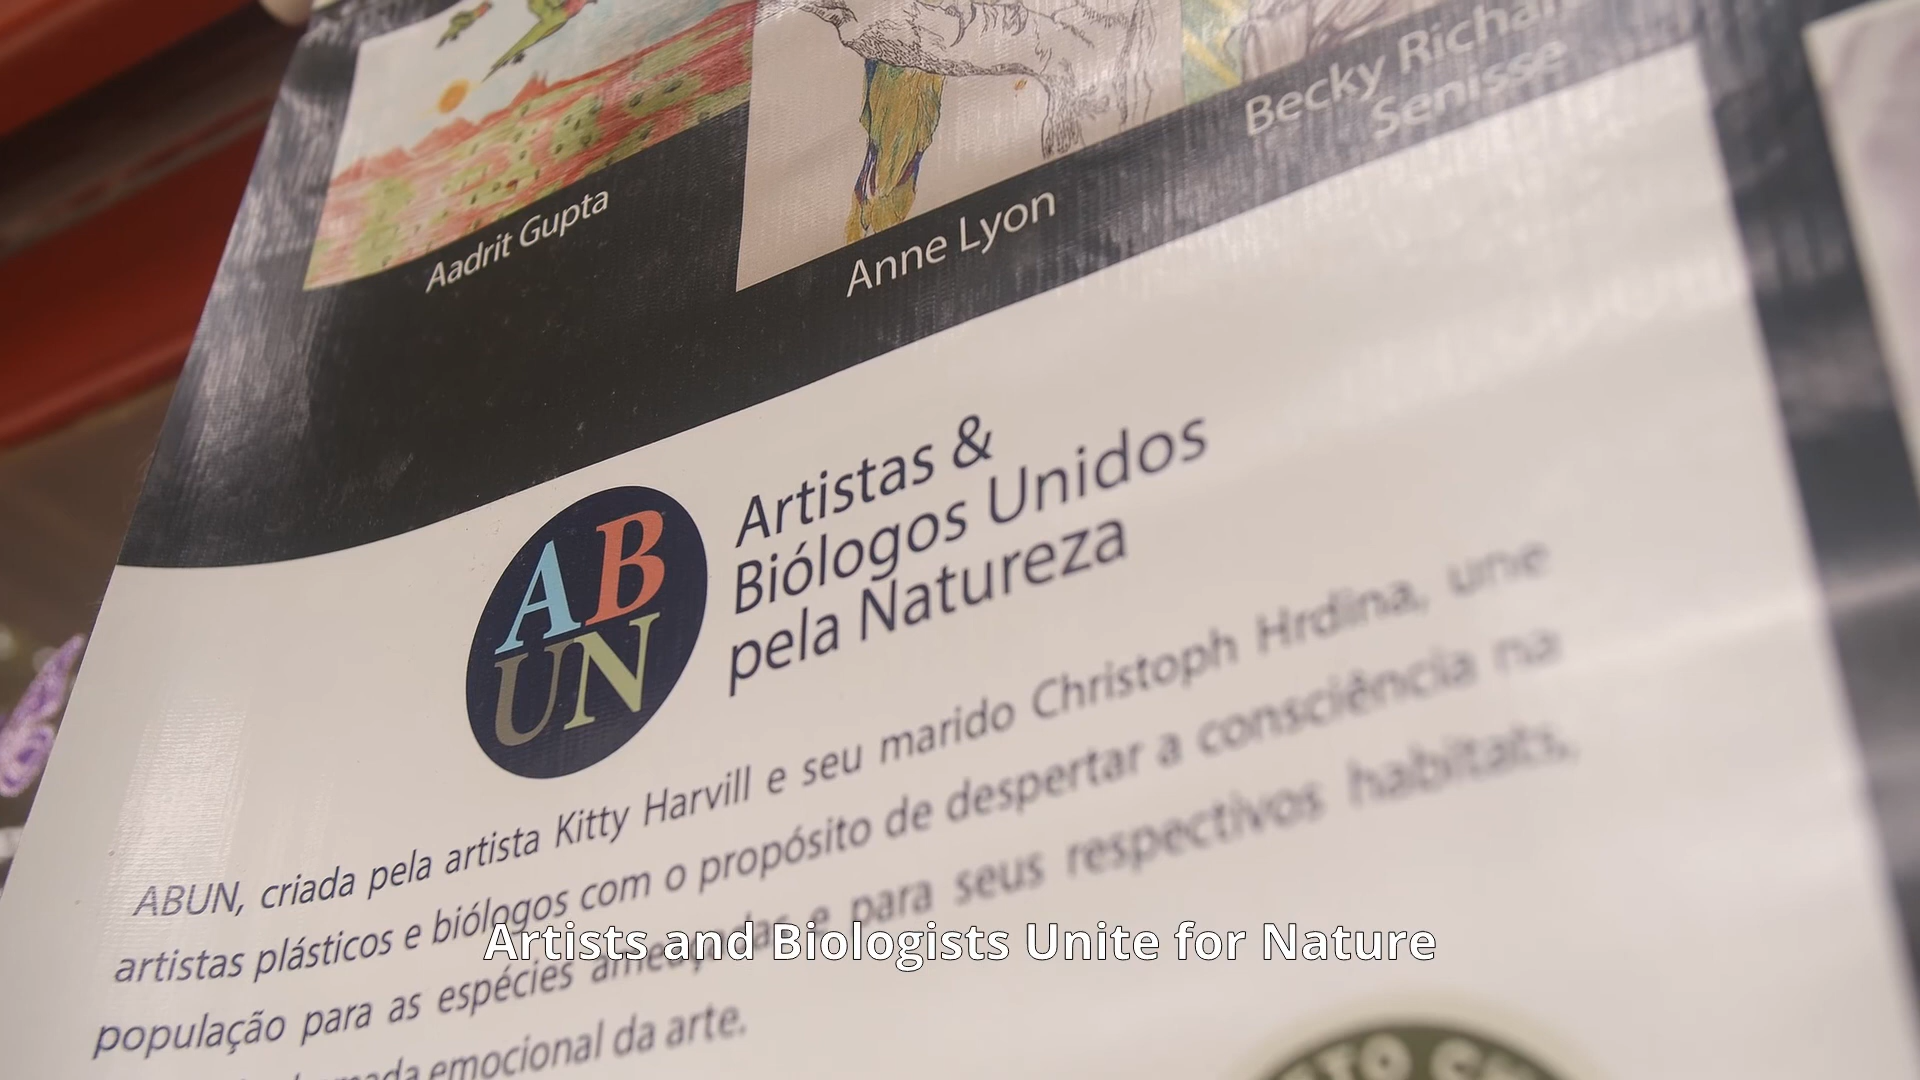 Aadrit Gupta
Anne Lyon
Becky Richar
Senisse
AB
UN
Artistas &
Biólogos Unidos
pela Natureza
ABUN, criada pela artista Kitty Harvill e seu marido Christoph Hrdina, une
artistas plásticos e biólogos com o propósito de despertar a consciência na
população para as espécies ameaçadas e para seus respectivos habitats,
emocional da arte.
Artists and Biologists Unite for Nature